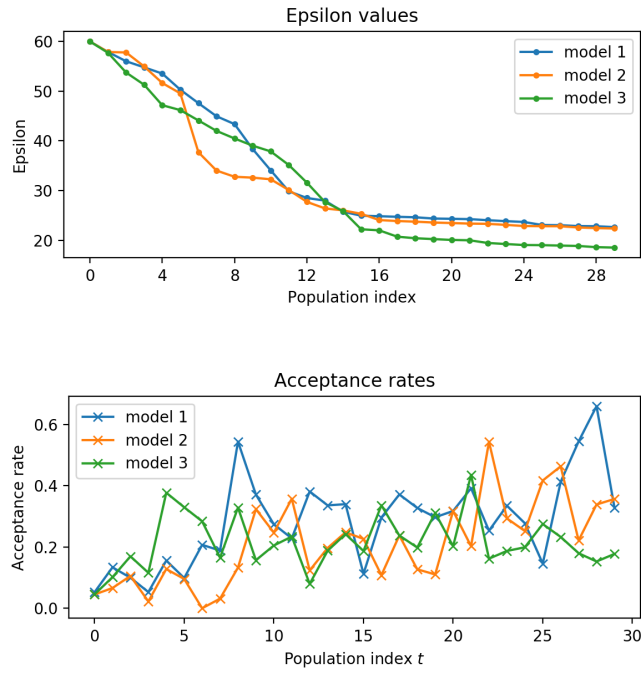 Epsilon values
60
50
40
30
20
Epsilon
model 1
model 2
model 3
0 4 8 12 16 20 24 28
Population index
Acceptance rates
0.6
0.4
0.2
0.0
Acceptance rate
model 1
model 2
model 3
0 5 10 15 20 25 30
Population index t